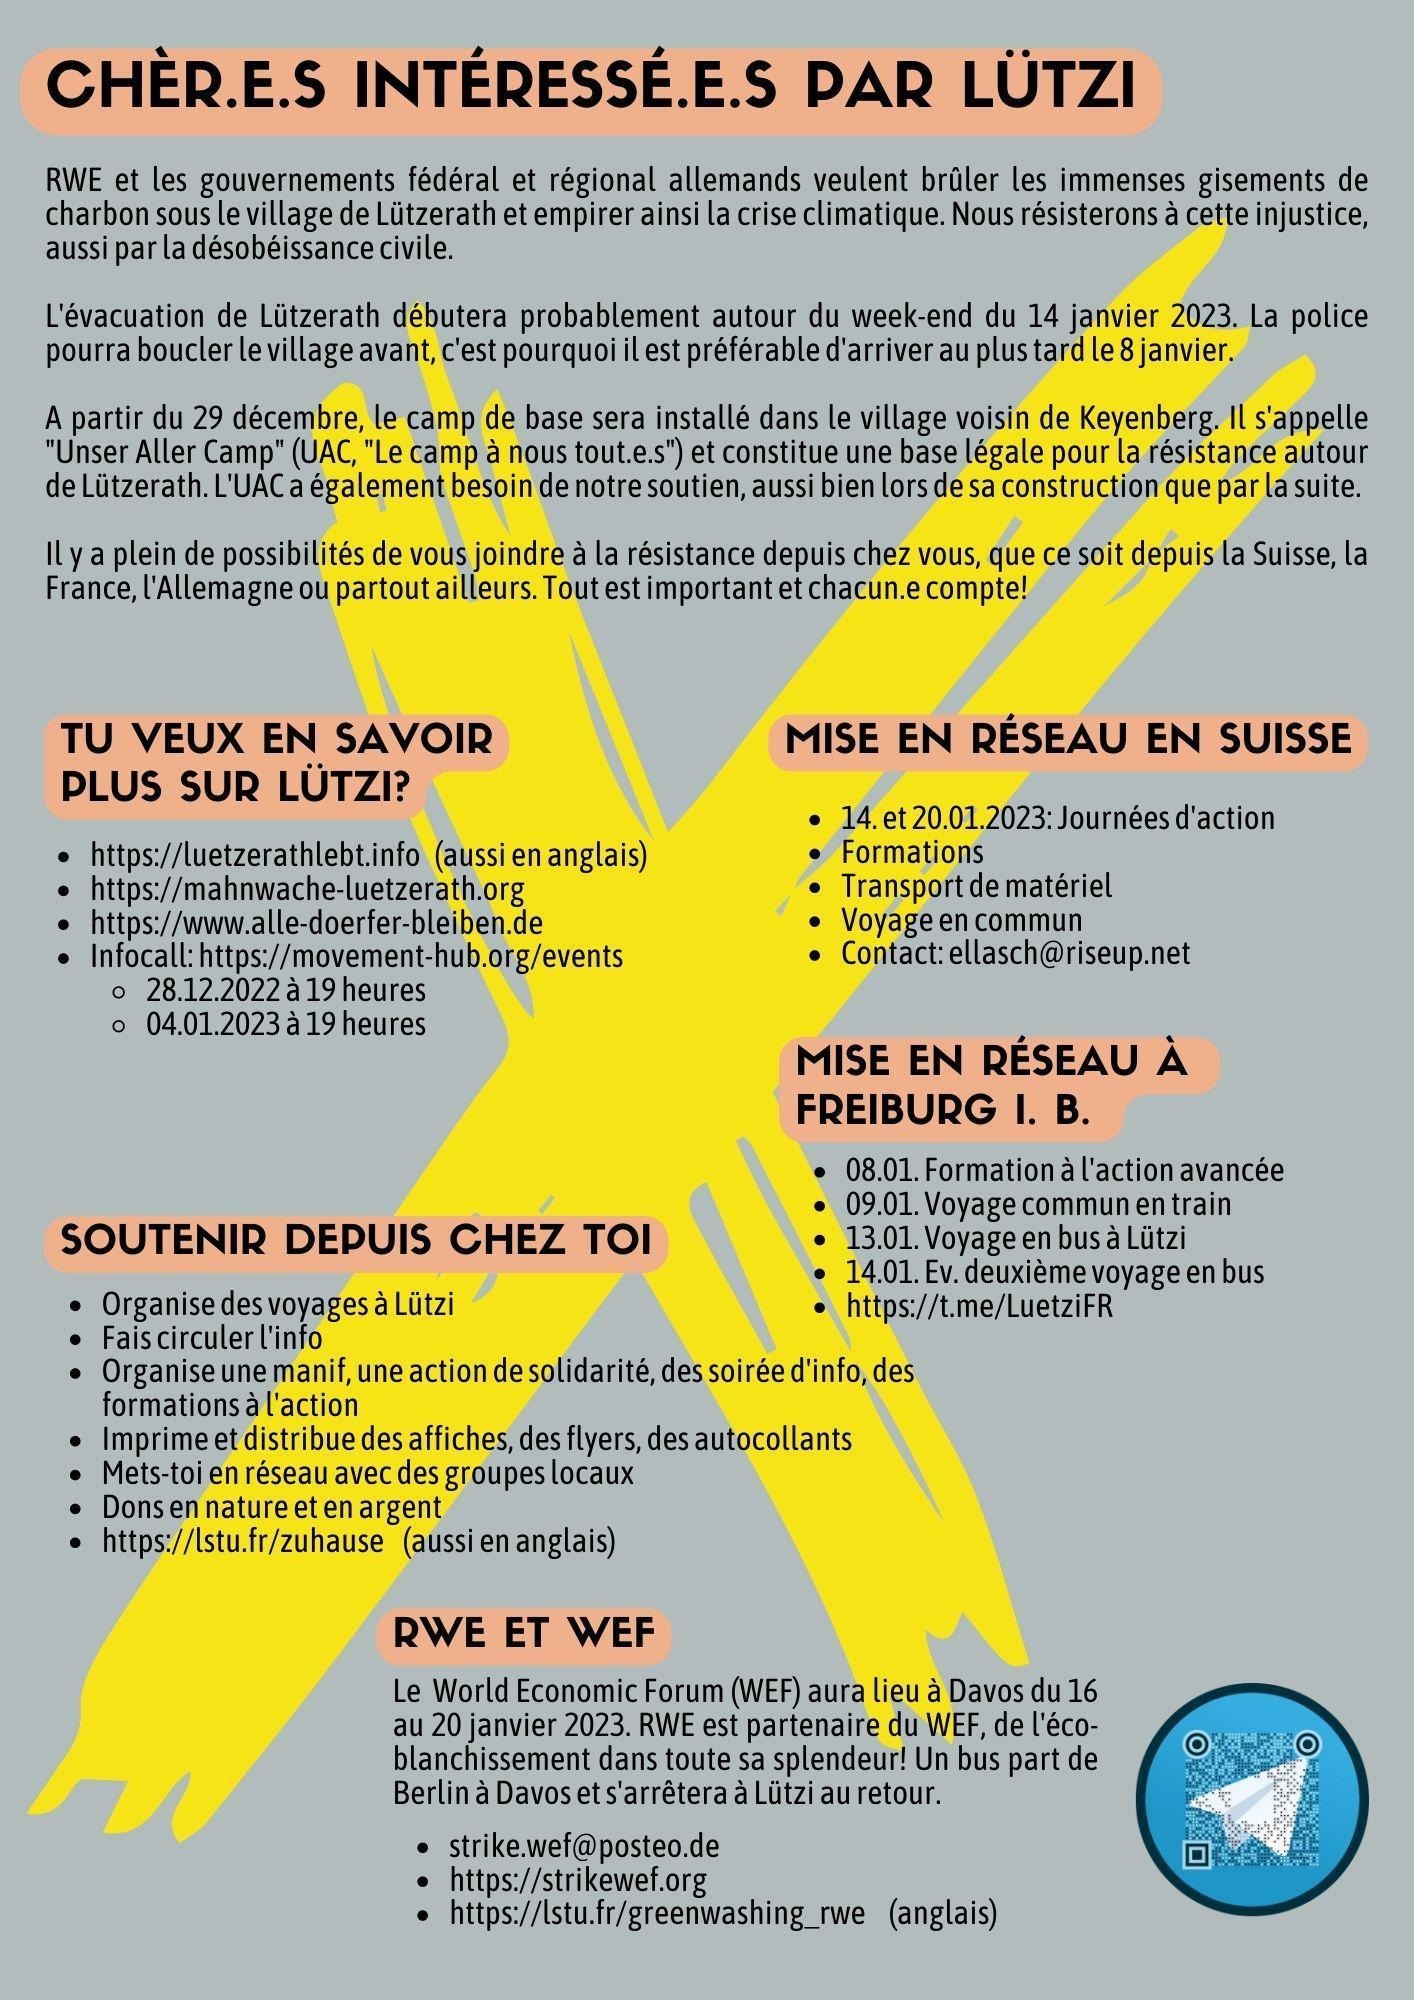 CHÈR.E.S INTÉRESSÉ.E.S PAR LÜTZI
RWE et les gouvernements fédéral et régional allemands veulent brûler les immenses gisements de
charbon sous le village de Lützerath et empirer ainsi la crise climatique. Nous résisterons à cette injustice,
aussi par la désobéissance civile.
L'évacuation de Lützerath débutera probablement autour du week-end du 14 janvier 2023. La police
pourra boucler le village avant, c'est pourquoi il est préférable d'arriver au plus tard le 8 janvier.
A partir du 29 décembre, le camp de base sera installé dans le village voisin de Keyenberg. Il s'appelle
"Unser Aller Camp" (UAC, "Le camp à nous tout.e.s") et constitue une base légale pour la résistance autour
de Lützerath. L'UAC a également besoin de notre soutien, aussi bien lors de sa construction que par la suite.
Il y a plein de possibilités de vous joindre à la résistance depuis chez vous, que ce soit depuis la Suisse, la
France, l'Allemagne ou partout ailleurs. Tout est important et chacun.e compte!
TU VEUX EN SAVOIR
PLUS SUR LÜTZI?
• https://luetzerathlebt.info (aussi en anglais)
• https://mahnwache-luetzerath.org
• https://www.alle-doerfer-bleiben.de
• Infocall: https://movement-hub.org/events
◦ 28.12.2022 à 19 heures
◦ 04.01.2023 à 19 heures
MISE EN RÉSEAU EN SUISSE
• 14. et 20.01.2023: Journées d'action
• Formations
• Transport de matériel
• Voyage en commun
• Contact: ellasch@riseup.net
MISE EN RÉSEAU À
FREIBURG I. B.
• 08.01. Formation à l'action avancée
• 09.01. Voyage commun en train
• 13.01. Voyage en bus à Lützi
• 14.01. Ev. deuxième voyage en bus
• https://t.me/LuetziFR
SOUTENIR DEPUIS CHEZ TOI
• Organise des voyages à Lützi
• Fais circuler l'info
• Organise une manif, une action de solidarité, des soirée d'info, des
formations à l'action
• Imprime et distribue des affiches, des flyers, des autocollants
• Mets-toi en réseau avec des groupes locaux
• Dons en nature et en argent
• https://lstu.fr/zuhause (aussi en anglais)
RWE ET WEF
Le World Economic Forum (WEF) aura lieu à Davos du 16
au 20 janvier 2023. RWE est partenaire du WEF, de l'éco-
blanchissement dans toute sa splendeur! Un bus part de
Berlin à Davos et s'arrêtera à Lützi au retour.
• strike.wef@posteo.de
• https://strikewef.org
• https://lstu.fr/greenwashing_rwe (anglais)